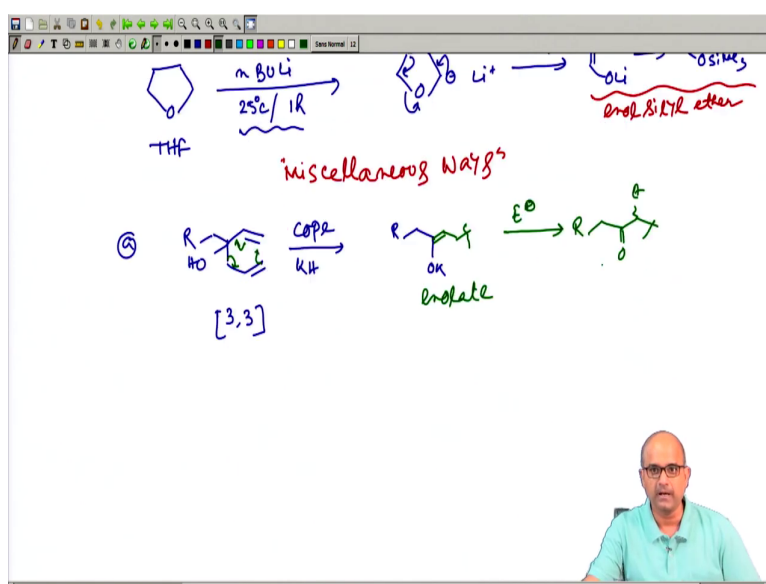 Sans Normal 12
n BuLi
25°C / 1R
O
THF
O
⊖ Li⁺
OLi
OSiMe₃
enol silyl ether
"Miscellaneous Ways"
ⓐ
R
HO
Cope
KH
R
OK
enolate
E⊕
R
E
O
[3,3]